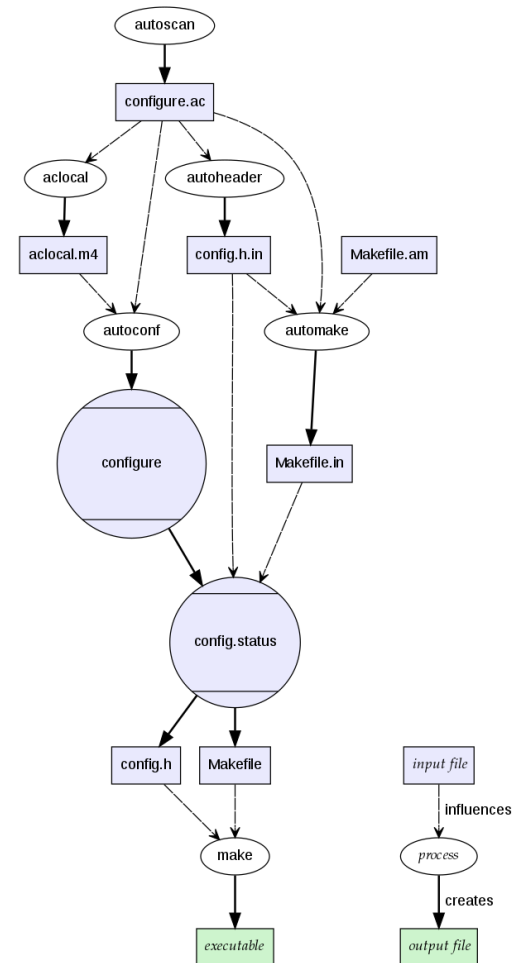 autoscan
configure.ac
aclocal
autoheader
aclocal.m4
config.h.in
Makefile.am
autoconf
automake
configure
Makefile.in
config.status
config.h
Makefile
input file
influences
make
process
creates
executable
output file